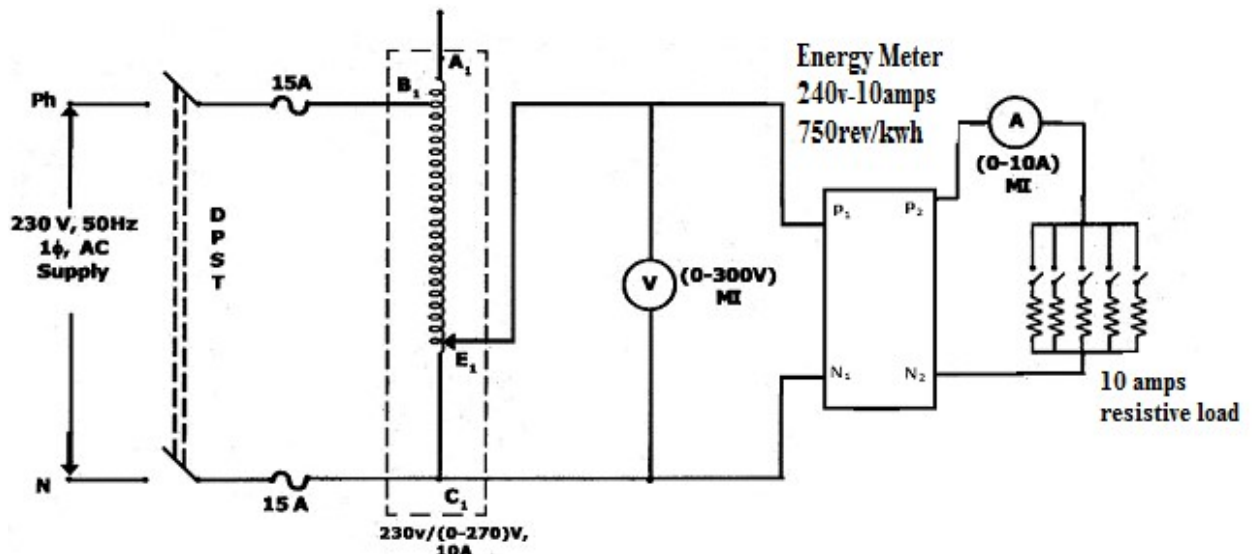 Ph
230 V, 50Hz
1ϕ, AC
Supply
N
D
P
S
T
15A
15 A
A1
B1
E1
C1
230v/(0-270)V,
10A
V
(0-300V)
MI
Energy Meter
240v-10amps
750rev/kwh
P1
P2
N1
N2
A
(0-10A)
MI
10 amps
resistive load